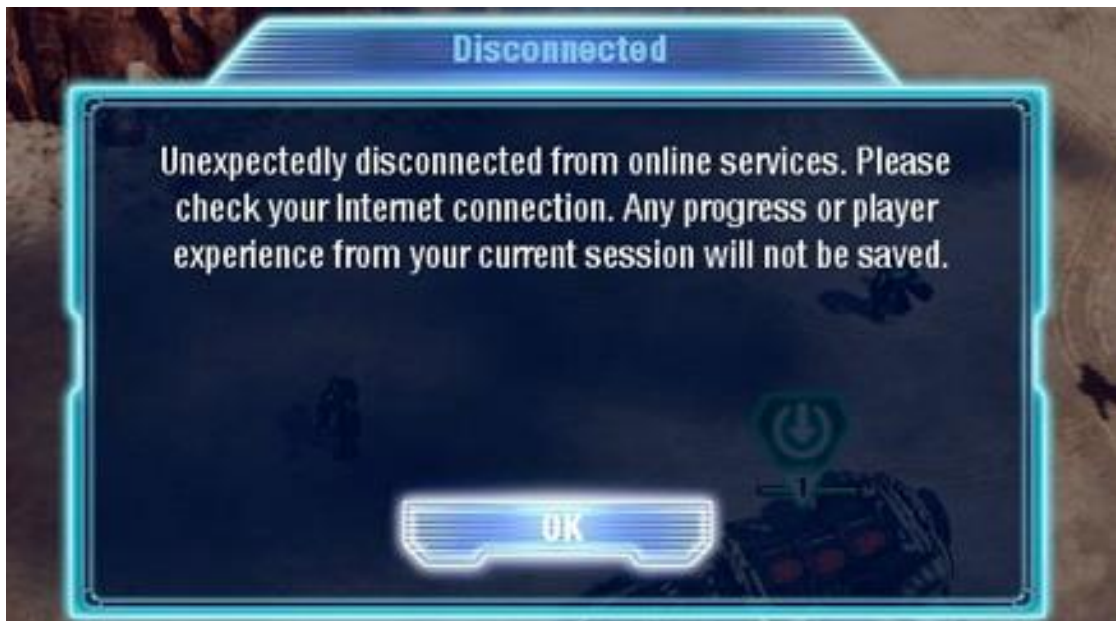 Disconnected
Unexpectedly disconnected from online services. Please
check your Internet connection. Any progress or player
experience from your current session will not be saved.
1
OK